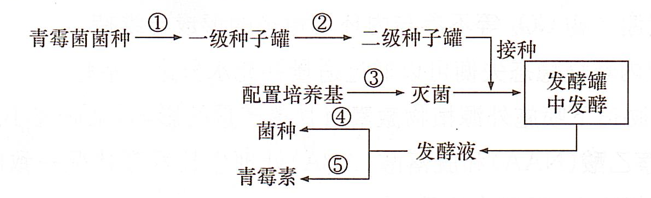 青霉菌菌种 ① 一级种子罐 ② 二级种子罐
接种
配置培养基 ③ 灭菌 发酵罐中发酵
菌种 ④
发酵液
青霉素 ⑤